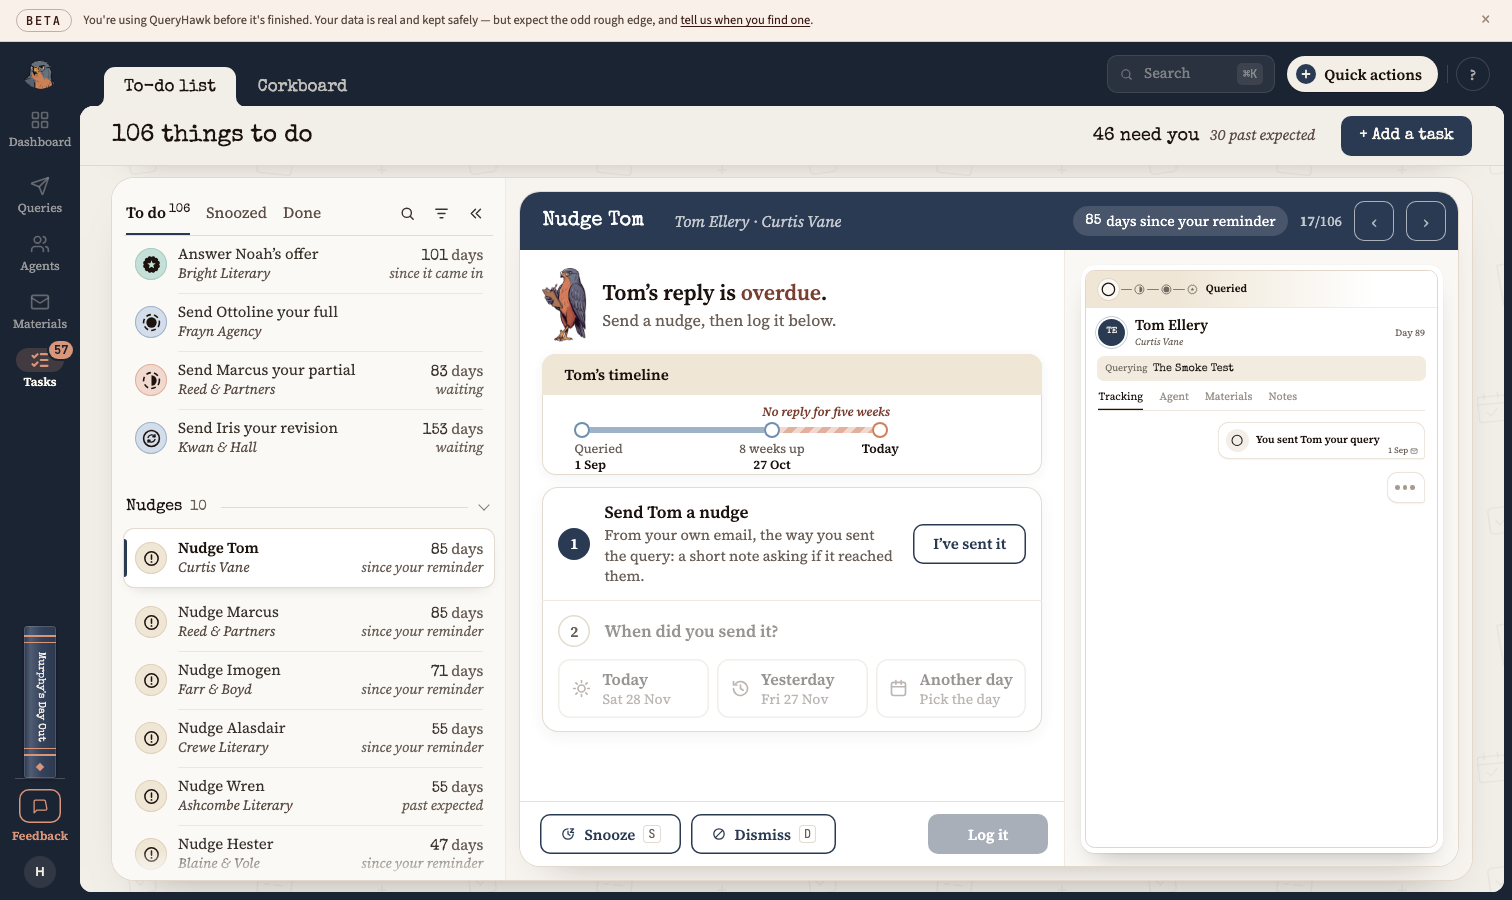 BETA
You're using QueryHawk before it's finished. Your data is real and kept safely — but expect the odd rough edge, and tell us when you find one.
×
To-do list
Corkboard
Search
⌘K
+ Quick actions
?
Dashboard
Queries
Agents
Materials
57
Tasks
Murphy's Day Out
Feedback
H
106 things to do
46 need you
30 past expected
+ Add a task
To do 106
Snoozed
Done
Answer Noah's offer
101 days
Bright Literary
since it came in
Send Ottoline your full
Frayn Agency
Send Marcus your partial
83 days
Reed & Partners
waiting
Send Iris your revision
153 days
Kwan & Hall
waiting
Nudges 10
Nudge Tom
85 days
Curtis Vane
since your reminder
Nudge Marcus
85 days
Reed & Partners
since your reminder
Nudge Imogen
71 days
Farr & Boyd
since your reminder
Nudge Alasdair
55 days
Crewe Literary
since your reminder
Nudge Wren
55 days
Ashcombe Literary
past expected
Nudge Hester
47 days
Blaine & Vole
since your reminder
Nudge Tom
Tom Ellery · Curtis Vane
85 days since your reminder
17/106
Tom's reply is overdue.
Send a nudge, then log it below.
Tom's timeline
No reply for five weeks
Queried
8 weeks up
Today
1 Sep
27 Oct
1
Send Tom a nudge
From your own email, the way you sent
the query: a short note asking if it reached
them.
I've sent it
2
When did you send it?
Today
Sat 28 Nov
Yesterday
Fri 27 Nov
Another day
Pick the day
Snooze S
Dismiss D
Log it
Queried
TE
Tom Ellery
Curtis Vane
Day 89
Querying The Smoke Test
Tracking
Agent
Materials
Notes
You sent Tom your query
1 Sep